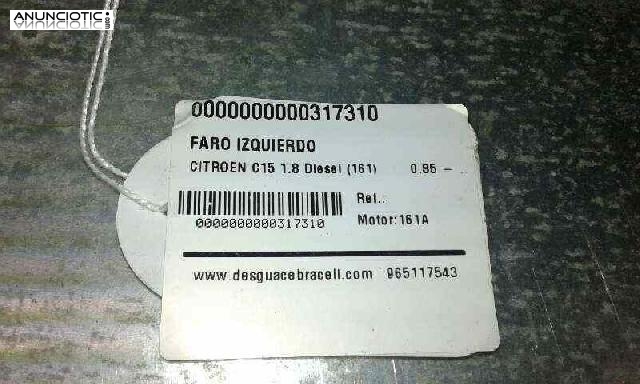 ANUNCIOTIC.com
0000000000317310
FARO IZQUIERDO
CITROEN C15 1.8 Diesel (161) 0.85 -
Ref.:
0000000000317310 Motor:161A
www.desguacebracell.com 965117543